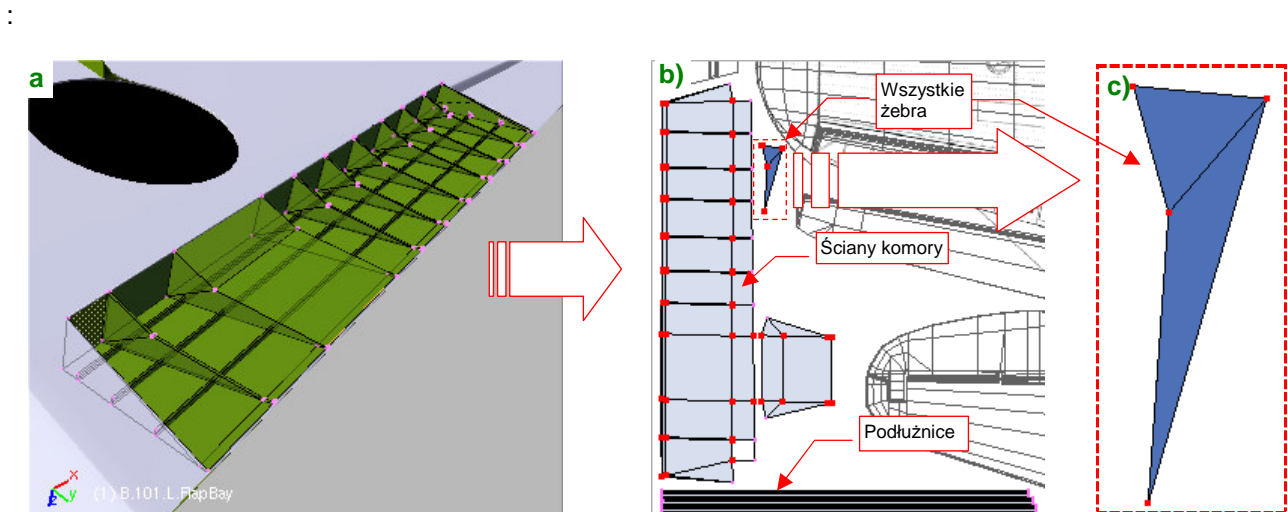 :
a
b)
c)
Wszystkie
żebra
Ściany komory
Podłużnice
x
y
z
(1) B.101.L.FlapBay